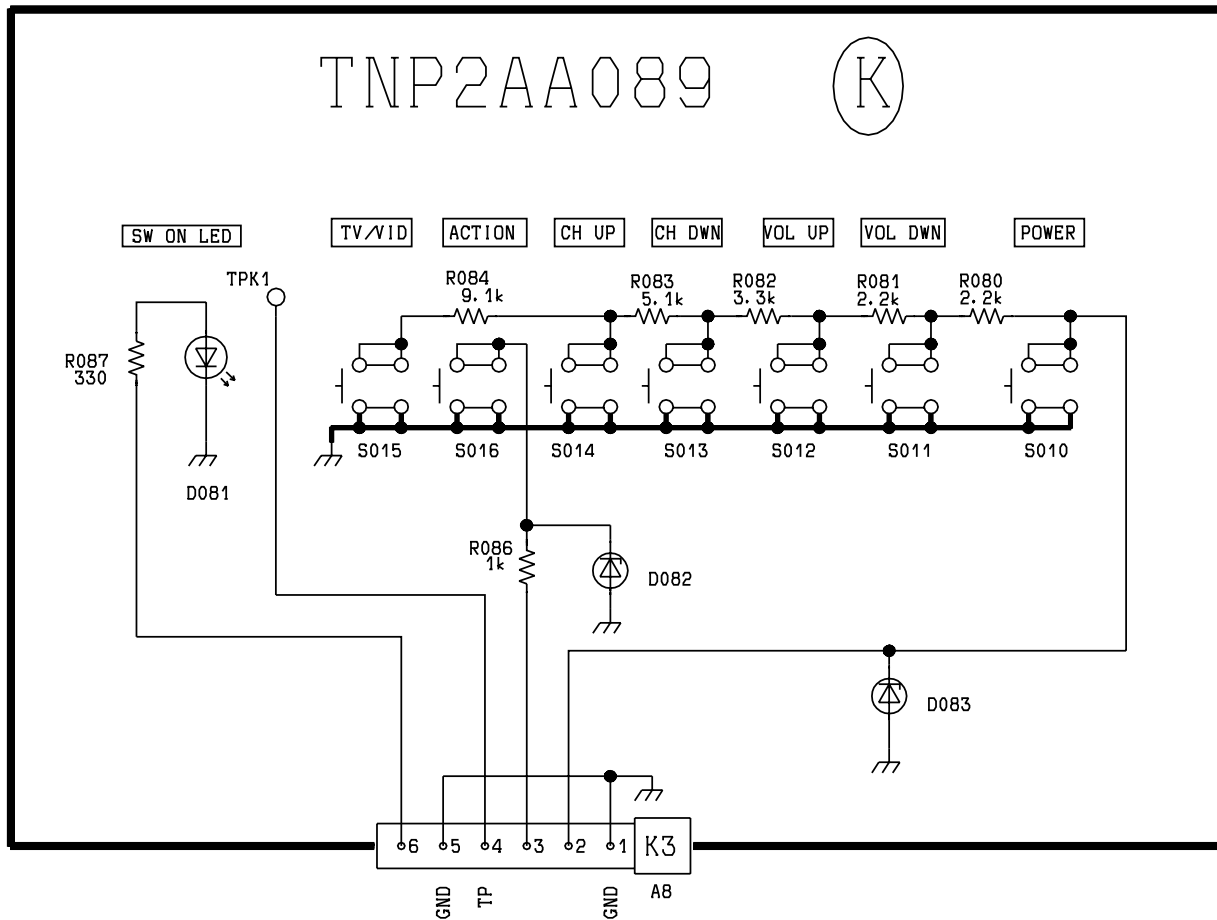 TNP2AA089 K
SW ON LED TV/VID ACTION CH UP CH DWN VOL UP VOL DWN POWER
TPK1 R084 R083 R082 R081 R080
9.1k 5.1k 3.3k 2.2k 2.2k
R087
330
S015 S016 S014 S013 S012 S011 S010
D081
R086
1k
D082
D083
6 5 4 3 2 1 K3
GND TP GND A8